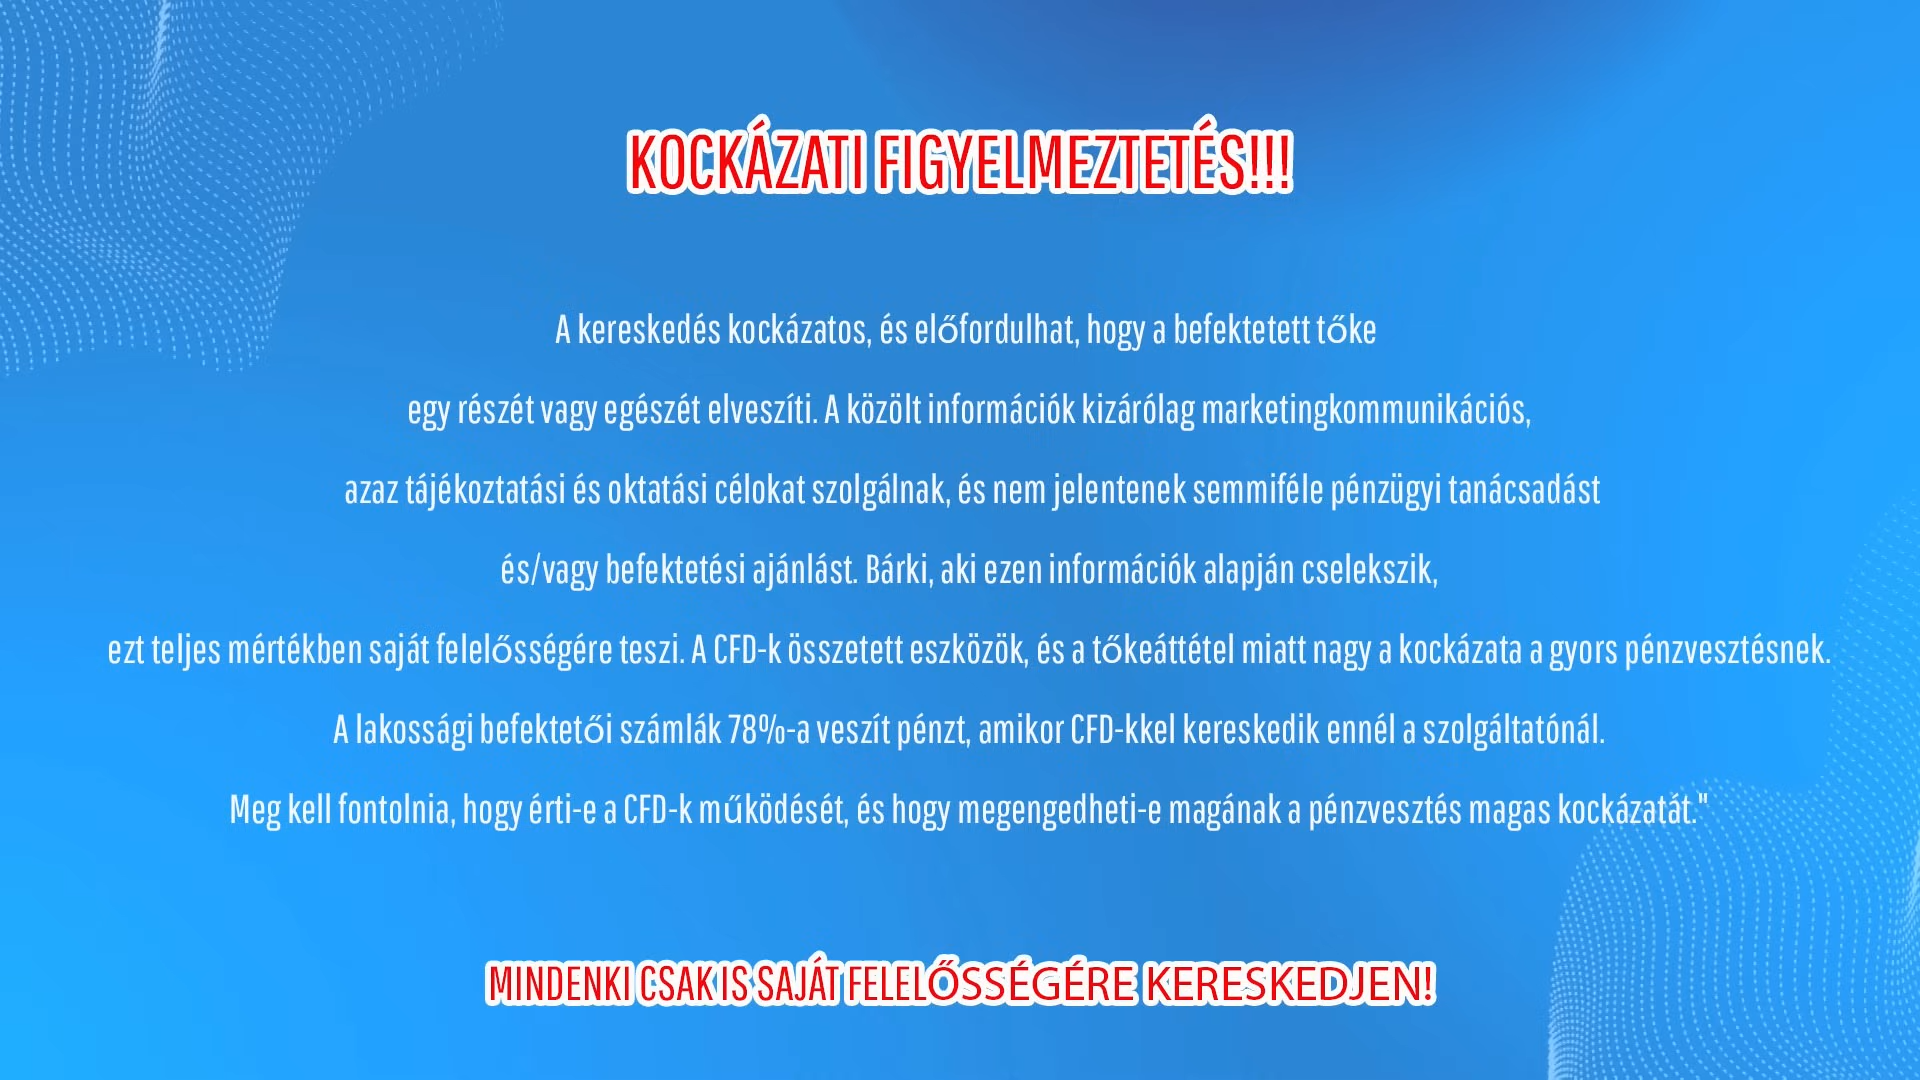 KOCKÁZATI FIGYELMEZTETÉS!!!
A kereskedés kockázatos, és előfordulhat, hogy a befektetett tőke
egy részét vagy egészét elveszíti. A közölt információk kizárólag marketingkommunikációs,
azaz tájékoztatási és oktatási célokat szolgálnak, és nem jelentenek semmiféle pénzügyi tanácsadást
és/vagy befektetési ajánlást. Bárki, aki ezen információk alapján cselekszik,
ezt teljes mértékben saját felelősségére teszi. A CFD-k összetett eszközök, és a tőkeáttétel miatt nagy a kockázata a gyors pénzvesztésnek.
A lakossági befektetői számlák 78%-a veszít pénzt, amikor CFD-kkel kereskedik ennél a szolgáltatónál.
Meg kell fontolnia, hogy érti-e a CFD-k működését, és hogy megengedheti-e magának a pénzvesztés magas kockázatát."
MINDENKI CSAK IS SAJÁT FELELŐSSÉGÉRE KERESKEDJEN!